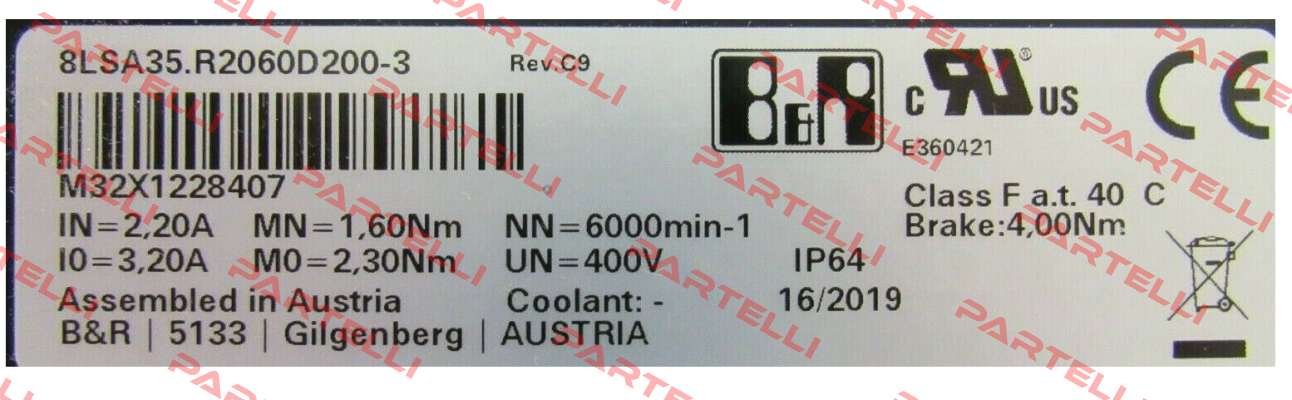 8LSA35.R2060D200-3 Rev.C9
B&R
C RU ® US
CE
E360421
M32X1228407
Class F a.t. 40 C
IN=2,20A MN=1,60Nm NN=6000min-1 Brake:4,00Nm
I0=3,20A M0=2,30Nm UN=400V IP64
Assembled in Austria Coolant: - 16/2019
B&R | 5133 | Gilgenberg | AUSTRIA
PARTELLI